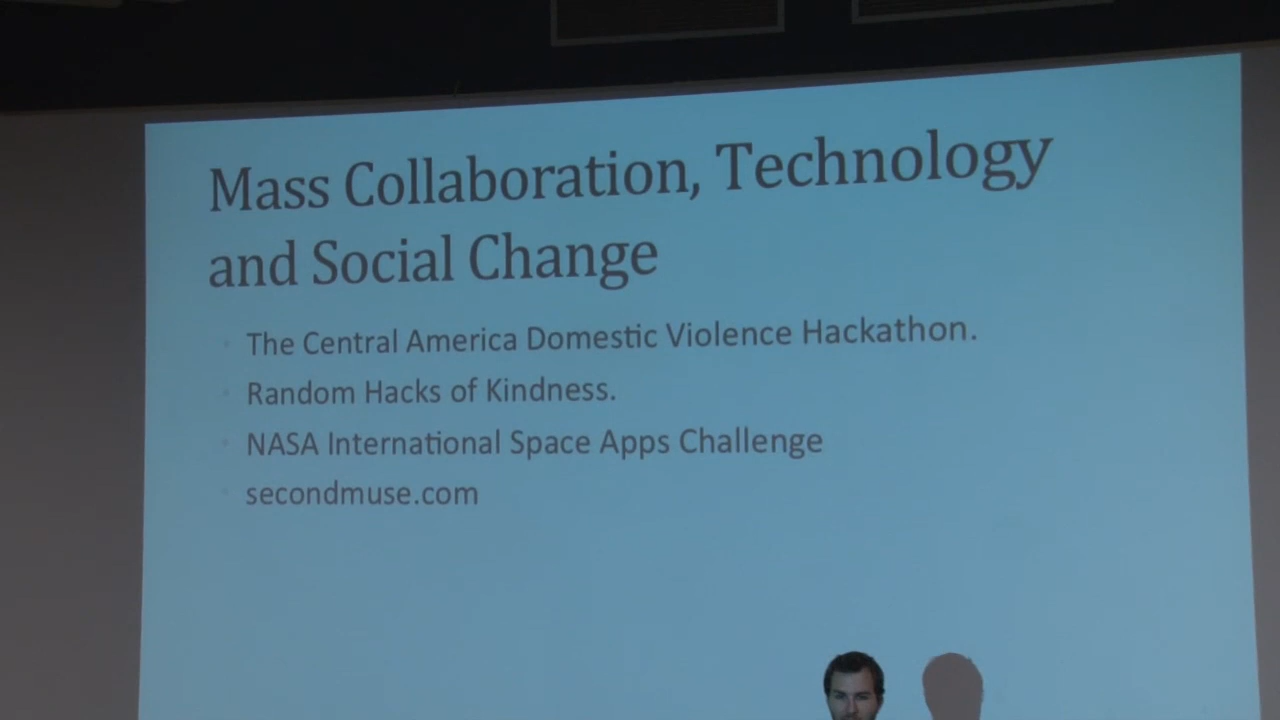 Mass Collaboration, Technology
and Social Change
The Central America Domestic Violence Hackathon.
Random Hacks of Kindness.
NASA International Space Apps Challenge
secondmuse.com